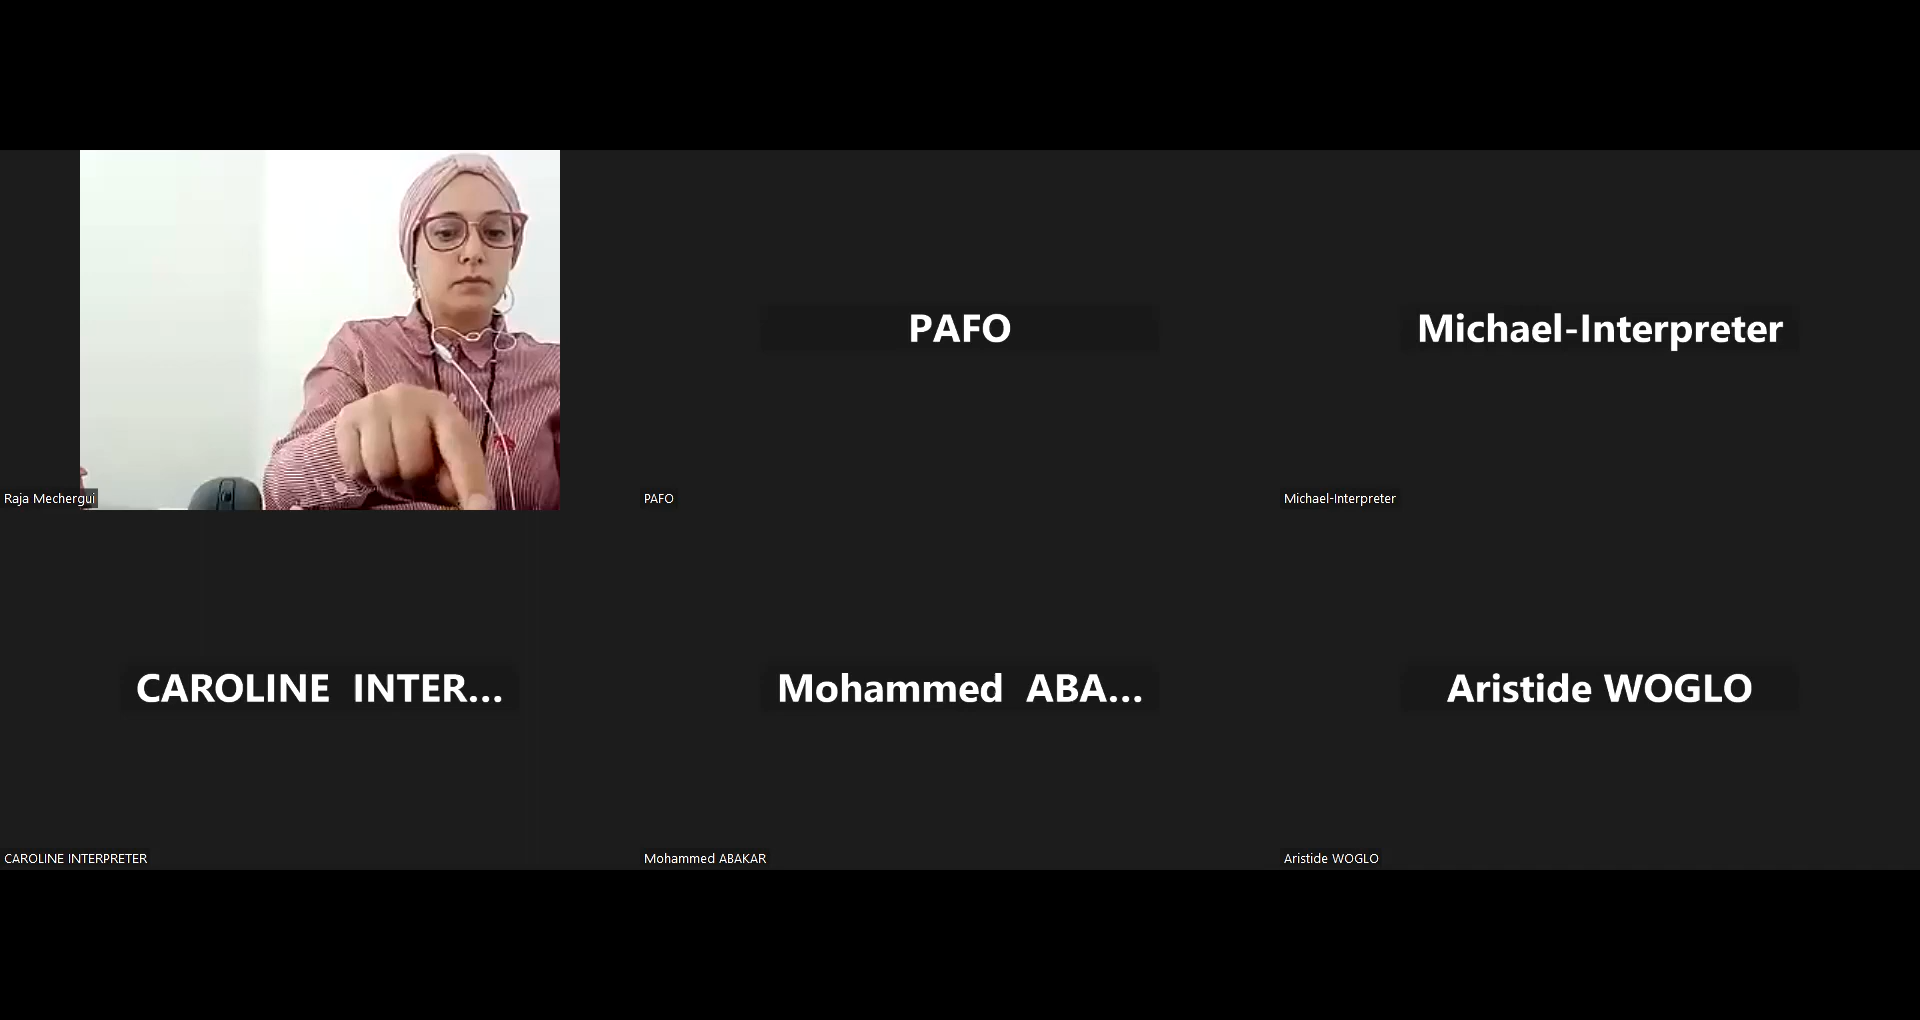 Raja Mechergui
PAFO
PAFO
Michael-Interpreter
Michael-Interpreter
CAROLINE INTER...
CAROLINE INTERPRETER
Mohammed ABA...
Mohammed ABAKAR
Aristide WOGLO
Aristide WOGLO